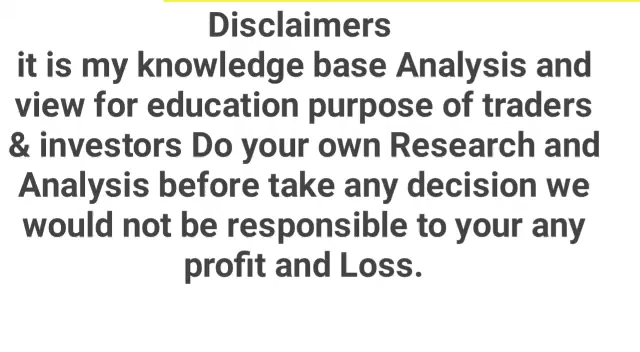 Disclaimers
it is my knowledge base Analysis and
view for education purpose of traders
& investors Do your own Research and
Analysis before take any decision we
would not be responsible to your any
profit and Loss.